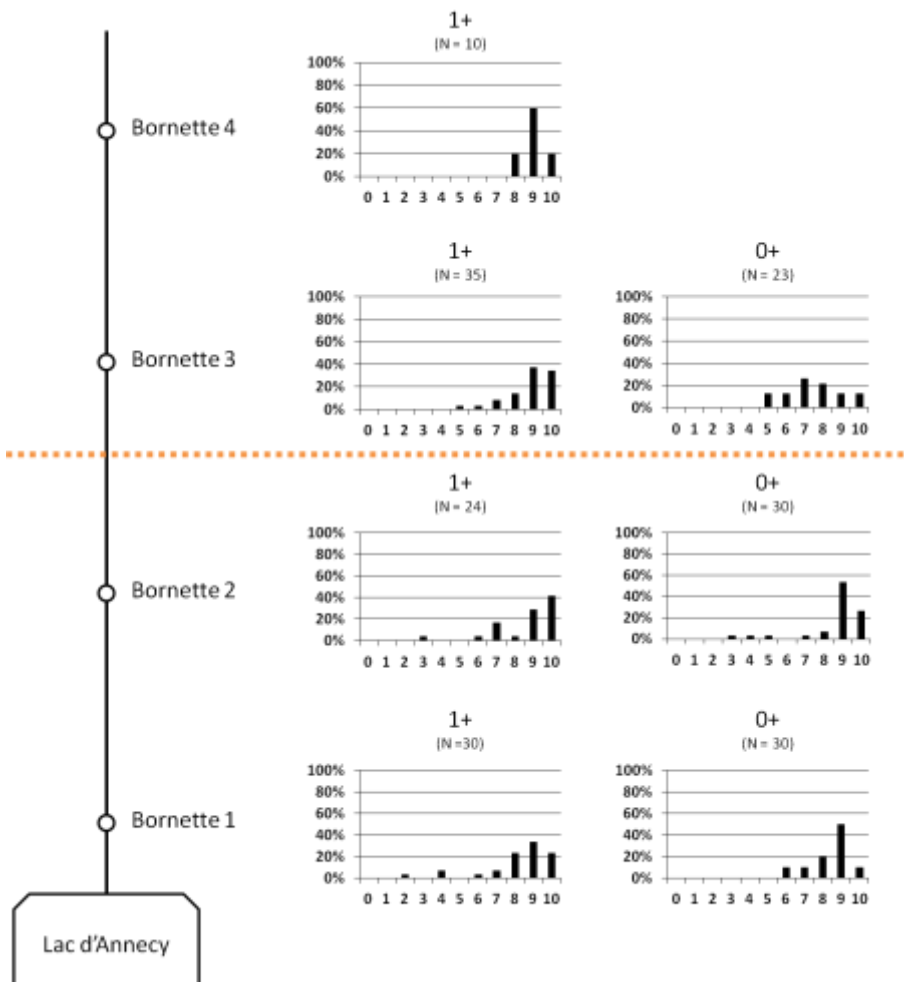 1+
(N = 10)
100%
80%
60%
40%
20%
0%
0 1 2 3 4 5 6 7 8 9 10
Bornette 4
1+
(N = 35)
100%
80%
60%
40%
20%
0%
0 1 2 3 4 5 6 7 8 9 10
0+
(N = 23)
100%
80%
60%
40%
20%
0%
0 1 2 3 4 5 6 7 8 9 10
Bornette 3
1+
(N = 24)
100%
80%
60%
40%
20%
0%
0 1 2 3 4 5 6 7 8 9 10
0+
(N = 30)
100%
80%
60%
40%
20%
0%
0 1 2 3 4 5 6 7 8 9 10
Bornette 2
1+
(N =30)
100%
80%
60%
40%
20%
0%
0 1 2 3 4 5 6 7 8 9 10
0+
(N = 30)
100%
80%
60%
40%
20%
0%
0 1 2 3 4 5 6 7 8 9 10
Bornette 1
Lac d'Annecy